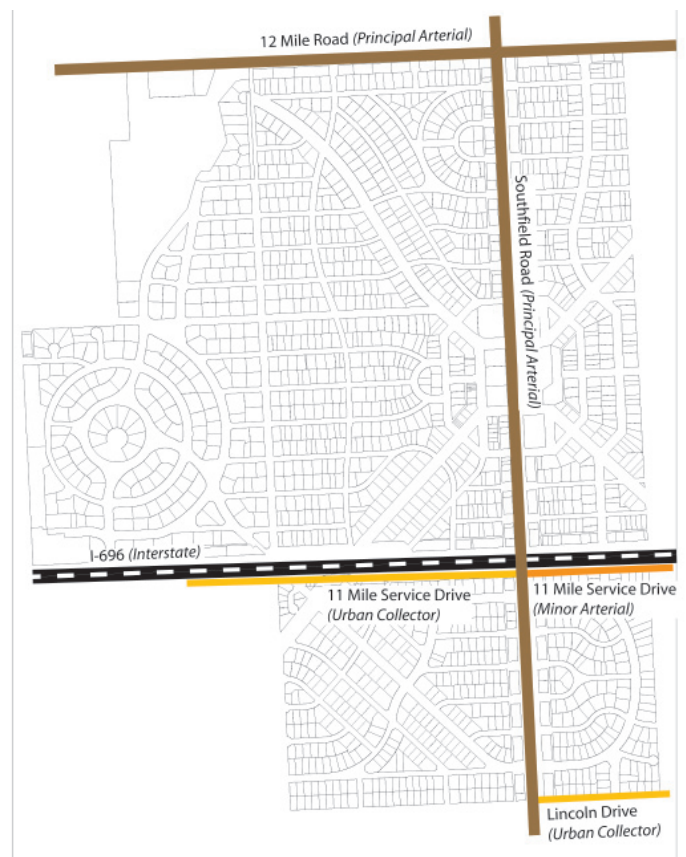 12 Mile Road (Principal Arterial)
Southfield Road (Principal Arterial)
I-696 (Interstate)
11 Mile Service Drive
(Urban Collector)
11 Mile Service Drive
(Minor Arterial)
Lincoln Drive
(Urban Collector)